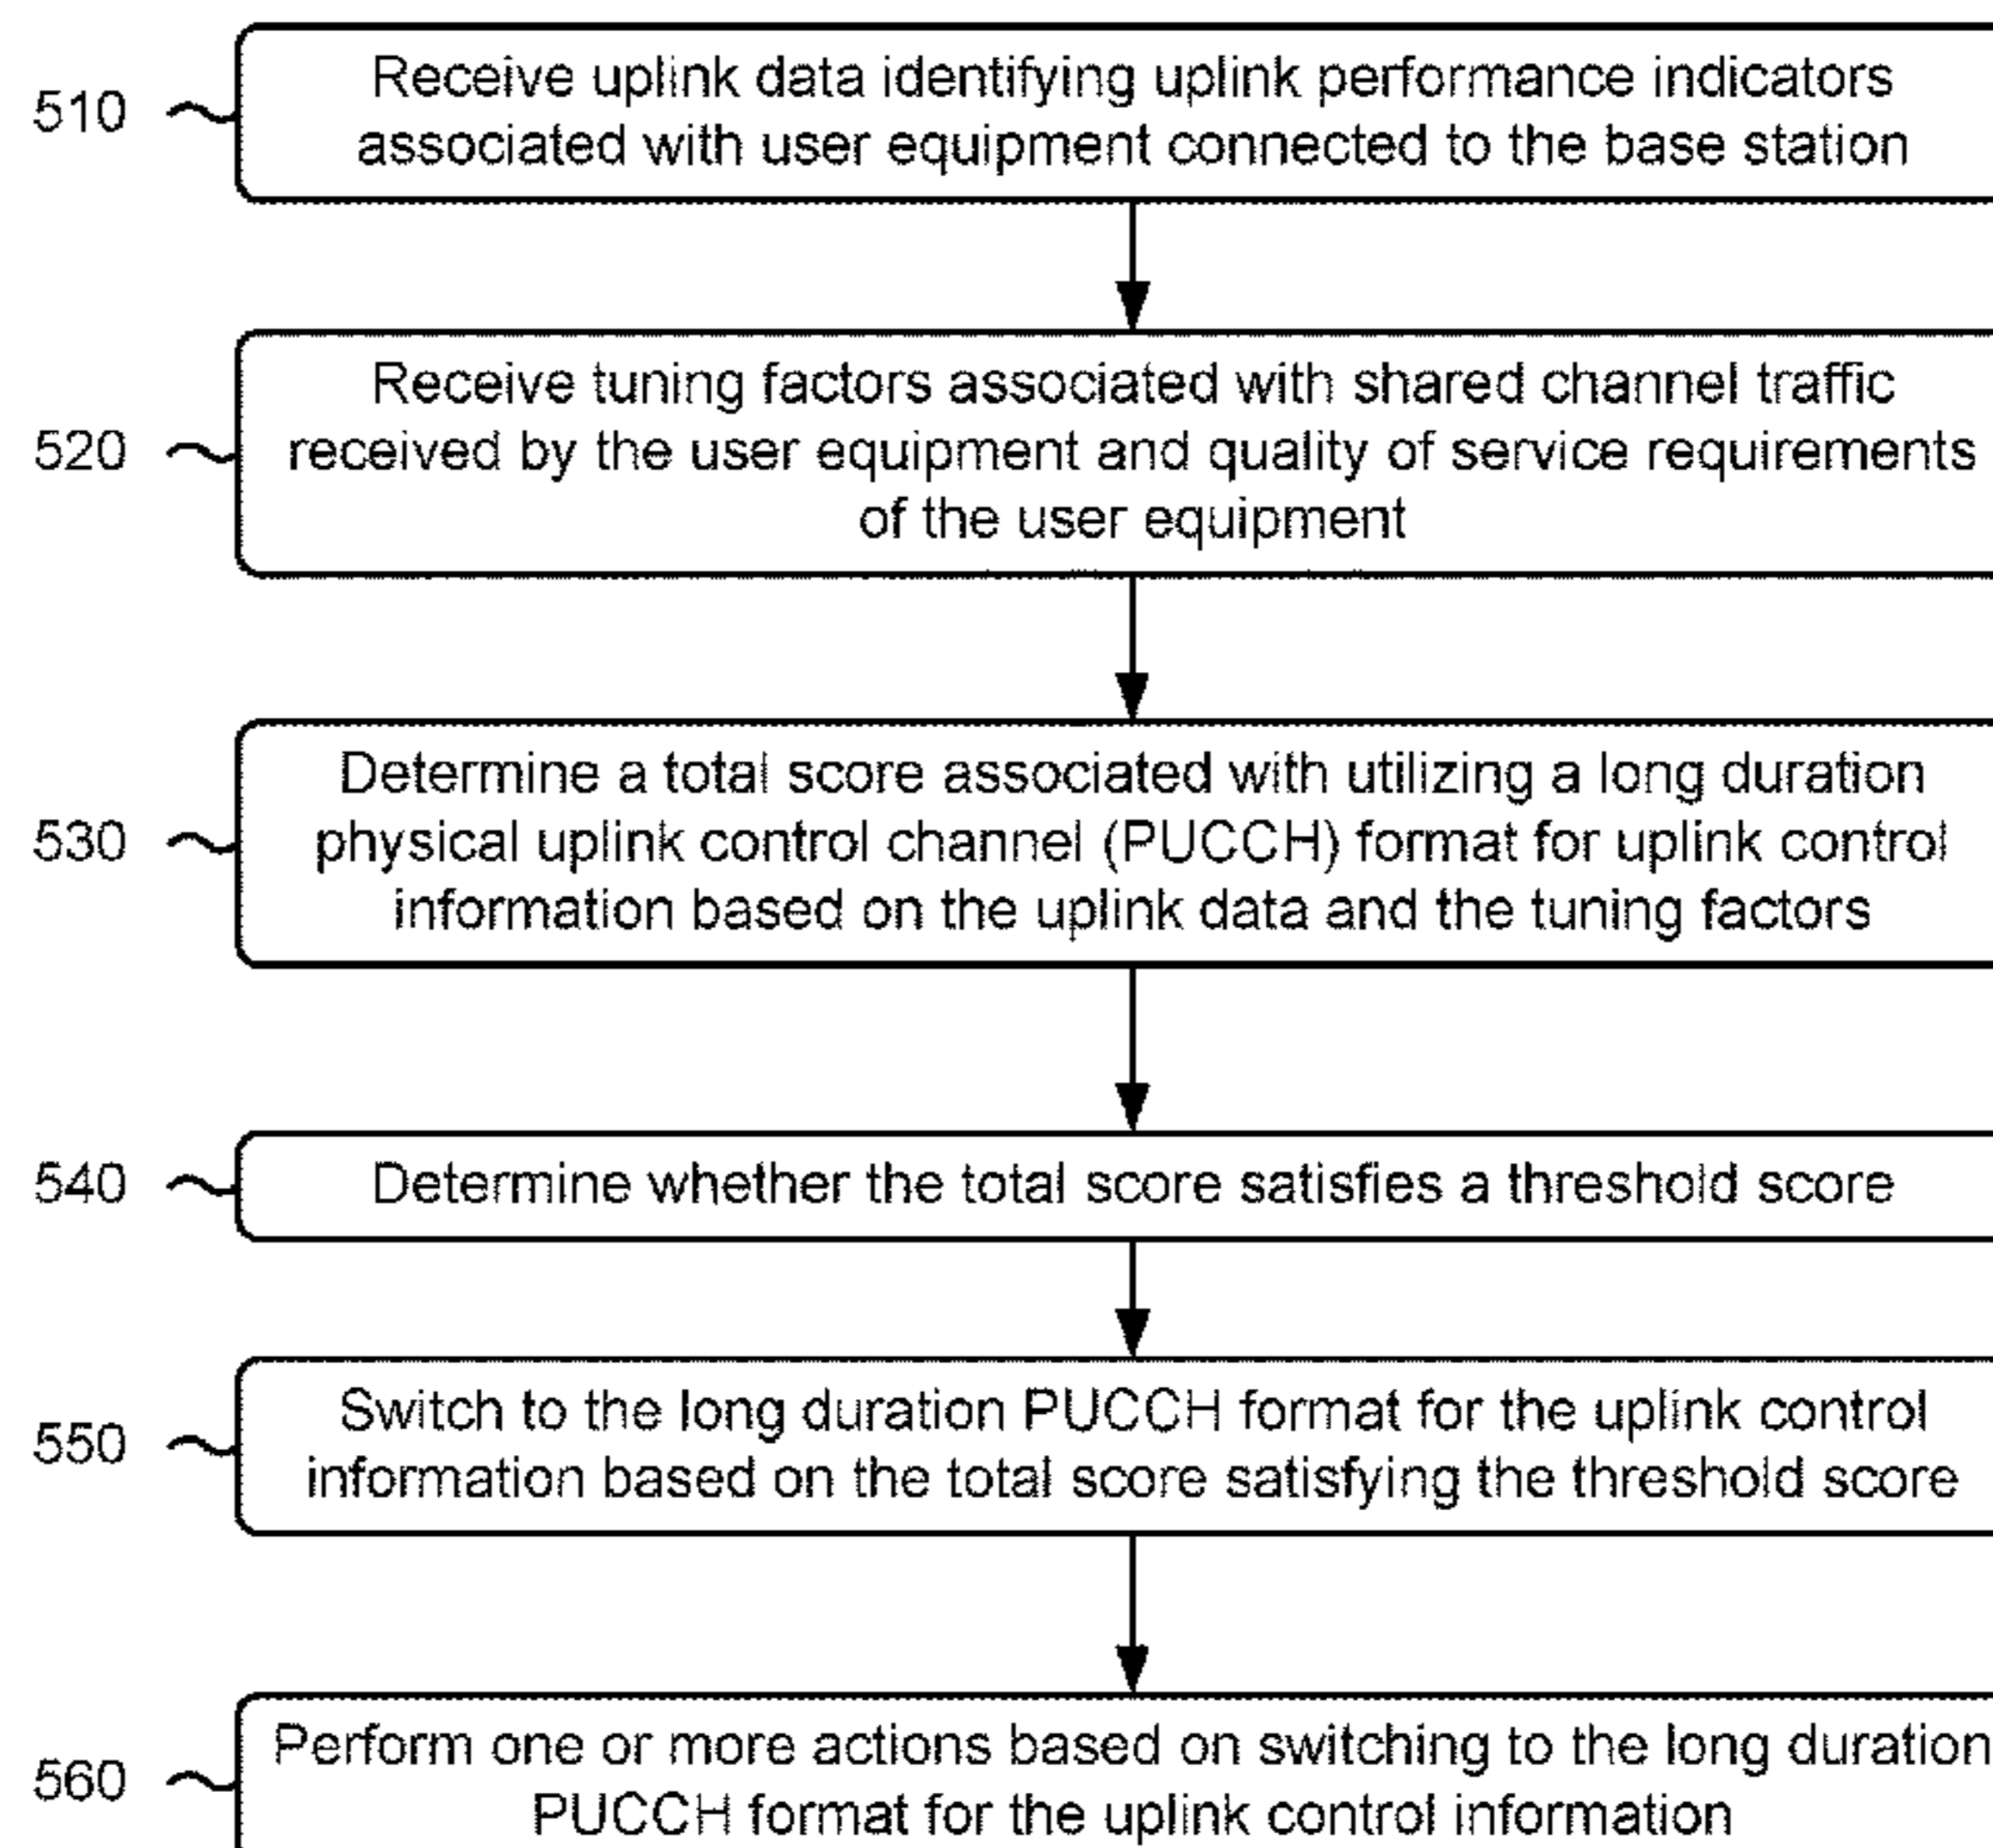 510
Receive uplink data identifying uplink performance indicators
associated with user equipment connected to the base station
520
Receive tuning factors associated with shared channel traffic
received by the user equipment and quality of service requirements
of the user equipment
530
Determine a total score associated with utilizing a long duration
physical uplink control channel (PUCCH) format for uplink control
information based on the uplink data and the tuning factors
540
Determine whether the total score satisfies a threshold score
550
Switch to the long duration PUCCH format for the uplink control
information based on the total score satisfying the threshold score
560
Perform one or more actions based on switching to the long duration
PUCCH format for the uplink control information